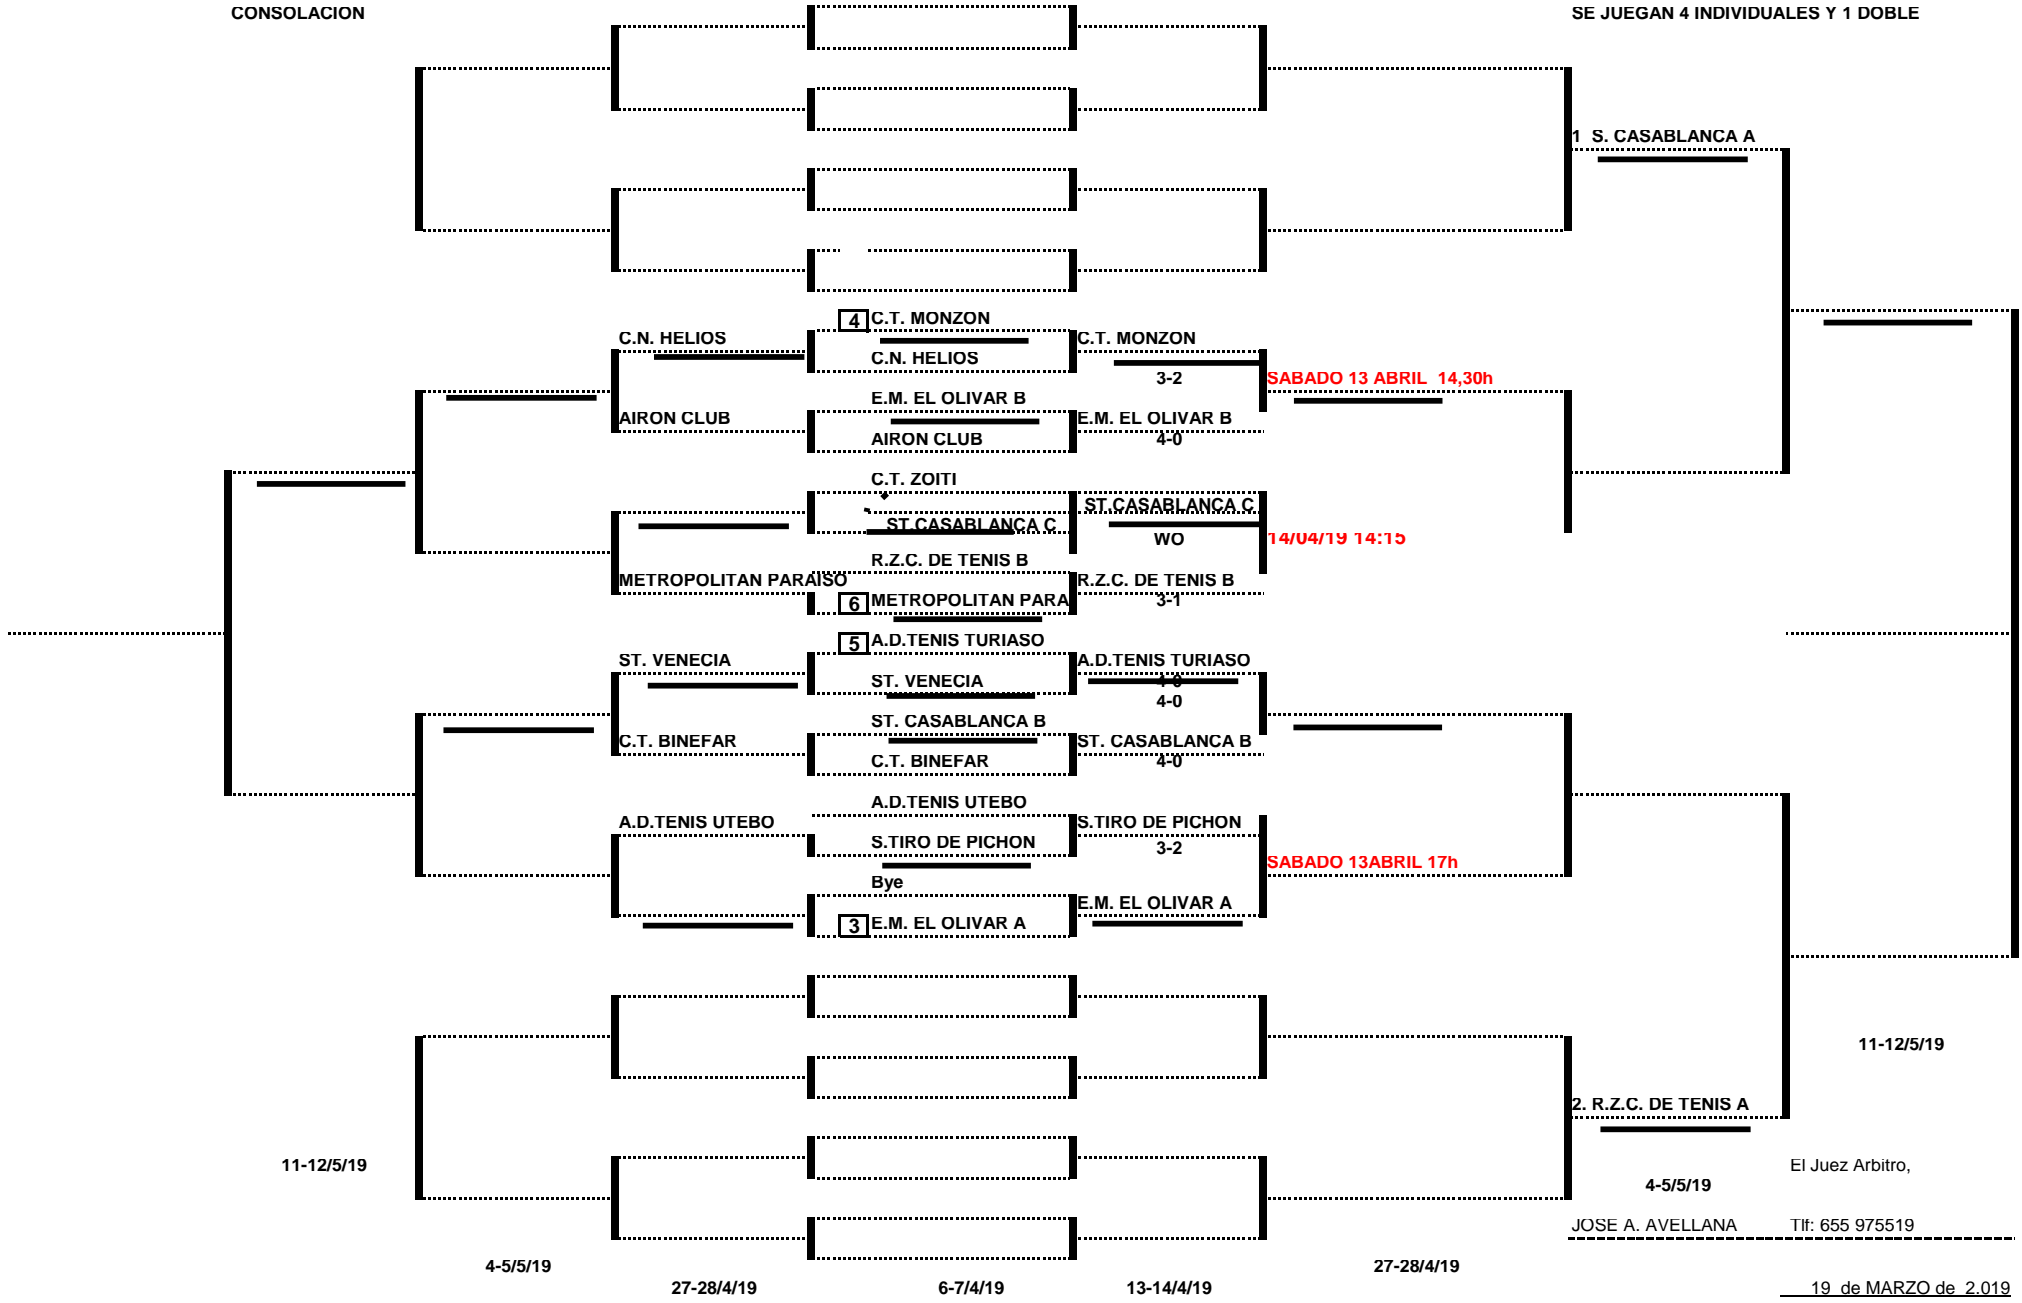 CONSOLACION
SE JUEGAN 4 INDIVIDUALES Y 1 DOBLE
1 S. CASABLANCA A
4 C.T. MONZON
C.N. HELIOS
C.T. MONZON
C.N. HELIOS
3-2
SABADO 13 ABRIL 14,30h
E.M. EL OLIVAR B
AIRON CLUB
E.M. EL OLIVAR B
AIRON CLUB
4-0
C.T. ZOITI
ST.CASABLANCA C
ST.CASABLANCA C
WO
14/04/19 14:15
R.Z.C. DE TENIS B
METROPOLITAN PARAISO
R.Z.C. DE TENIS B
6 METROPOLITAN PARA
3-1
5 A.D.TENIS TURIASO
ST. VENECIA
A.D.TENIS TURIASO
ST. VENECIA
4-0
4-0
ST. CASABLANCA B
C.T. BINEFAR
ST. CASABLANCA B
C.T. BINEFAR
4-0
A.D.TENIS UTEBO
A.D.TENIS UTEBO
S.TIRO DE PICHON
S.TIRO DE PICHON
3-2
SABADO 13ABRIL 17h
Bye
E.M. EL OLIVAR A
3 E.M. EL OLIVAR A
11-12/5/19
2. R.Z.C. DE TENIS A
11-12/5/19
El Juez Arbitro,
4-5/5/19
JOSE A. AVELLANA Tlf: 655 975519
4-5/5/19
27-28/4/19
27-28/4/19
6-7/4/19
13-14/4/19
19 de MARZO de 2.019